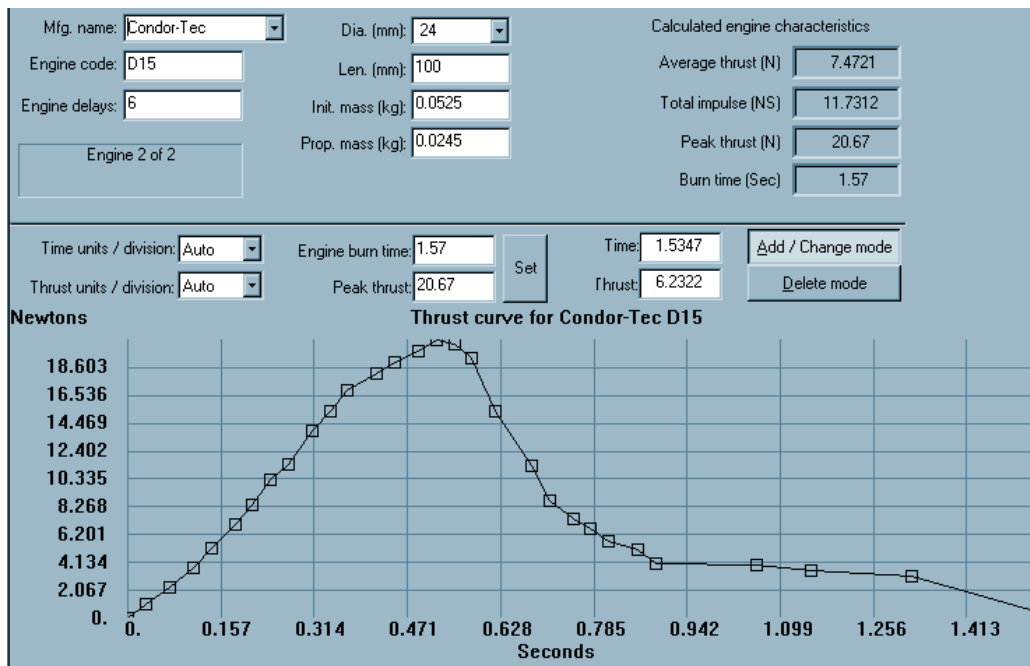 Mfg. name: Condor-Tec
Dia. (mm): 24
Calculated engine characteristics
Engine code: D15
Len. (mm): 100
Average thrust (N) 7.4721
Engine delays: 6
Init. mass (kg): 0.0525
Total impulse (NS) 11.7312
Prop. mass (kg): 0.0245
Peak thrust (N) 20.67
Engine 2 of 2
Burn time (Sec) 1.57
Time units / division: Auto
Engine burn time: 1.57
Set
Time: 1.5347
Add / Change mode
Thrust units / division: Auto
Peak thrust: 20.67
Thrust: 6.2322
Delete mode
Newtons
Thrust curve for Condor-Tec D15
18.603
16.536
14.469
12.402
10.335
8.268
6.201
4.134
2.067
0.
0. 0.157 0.314 0.471 0.628 0.785 0.942 1.099 1.256 1.413
Seconds